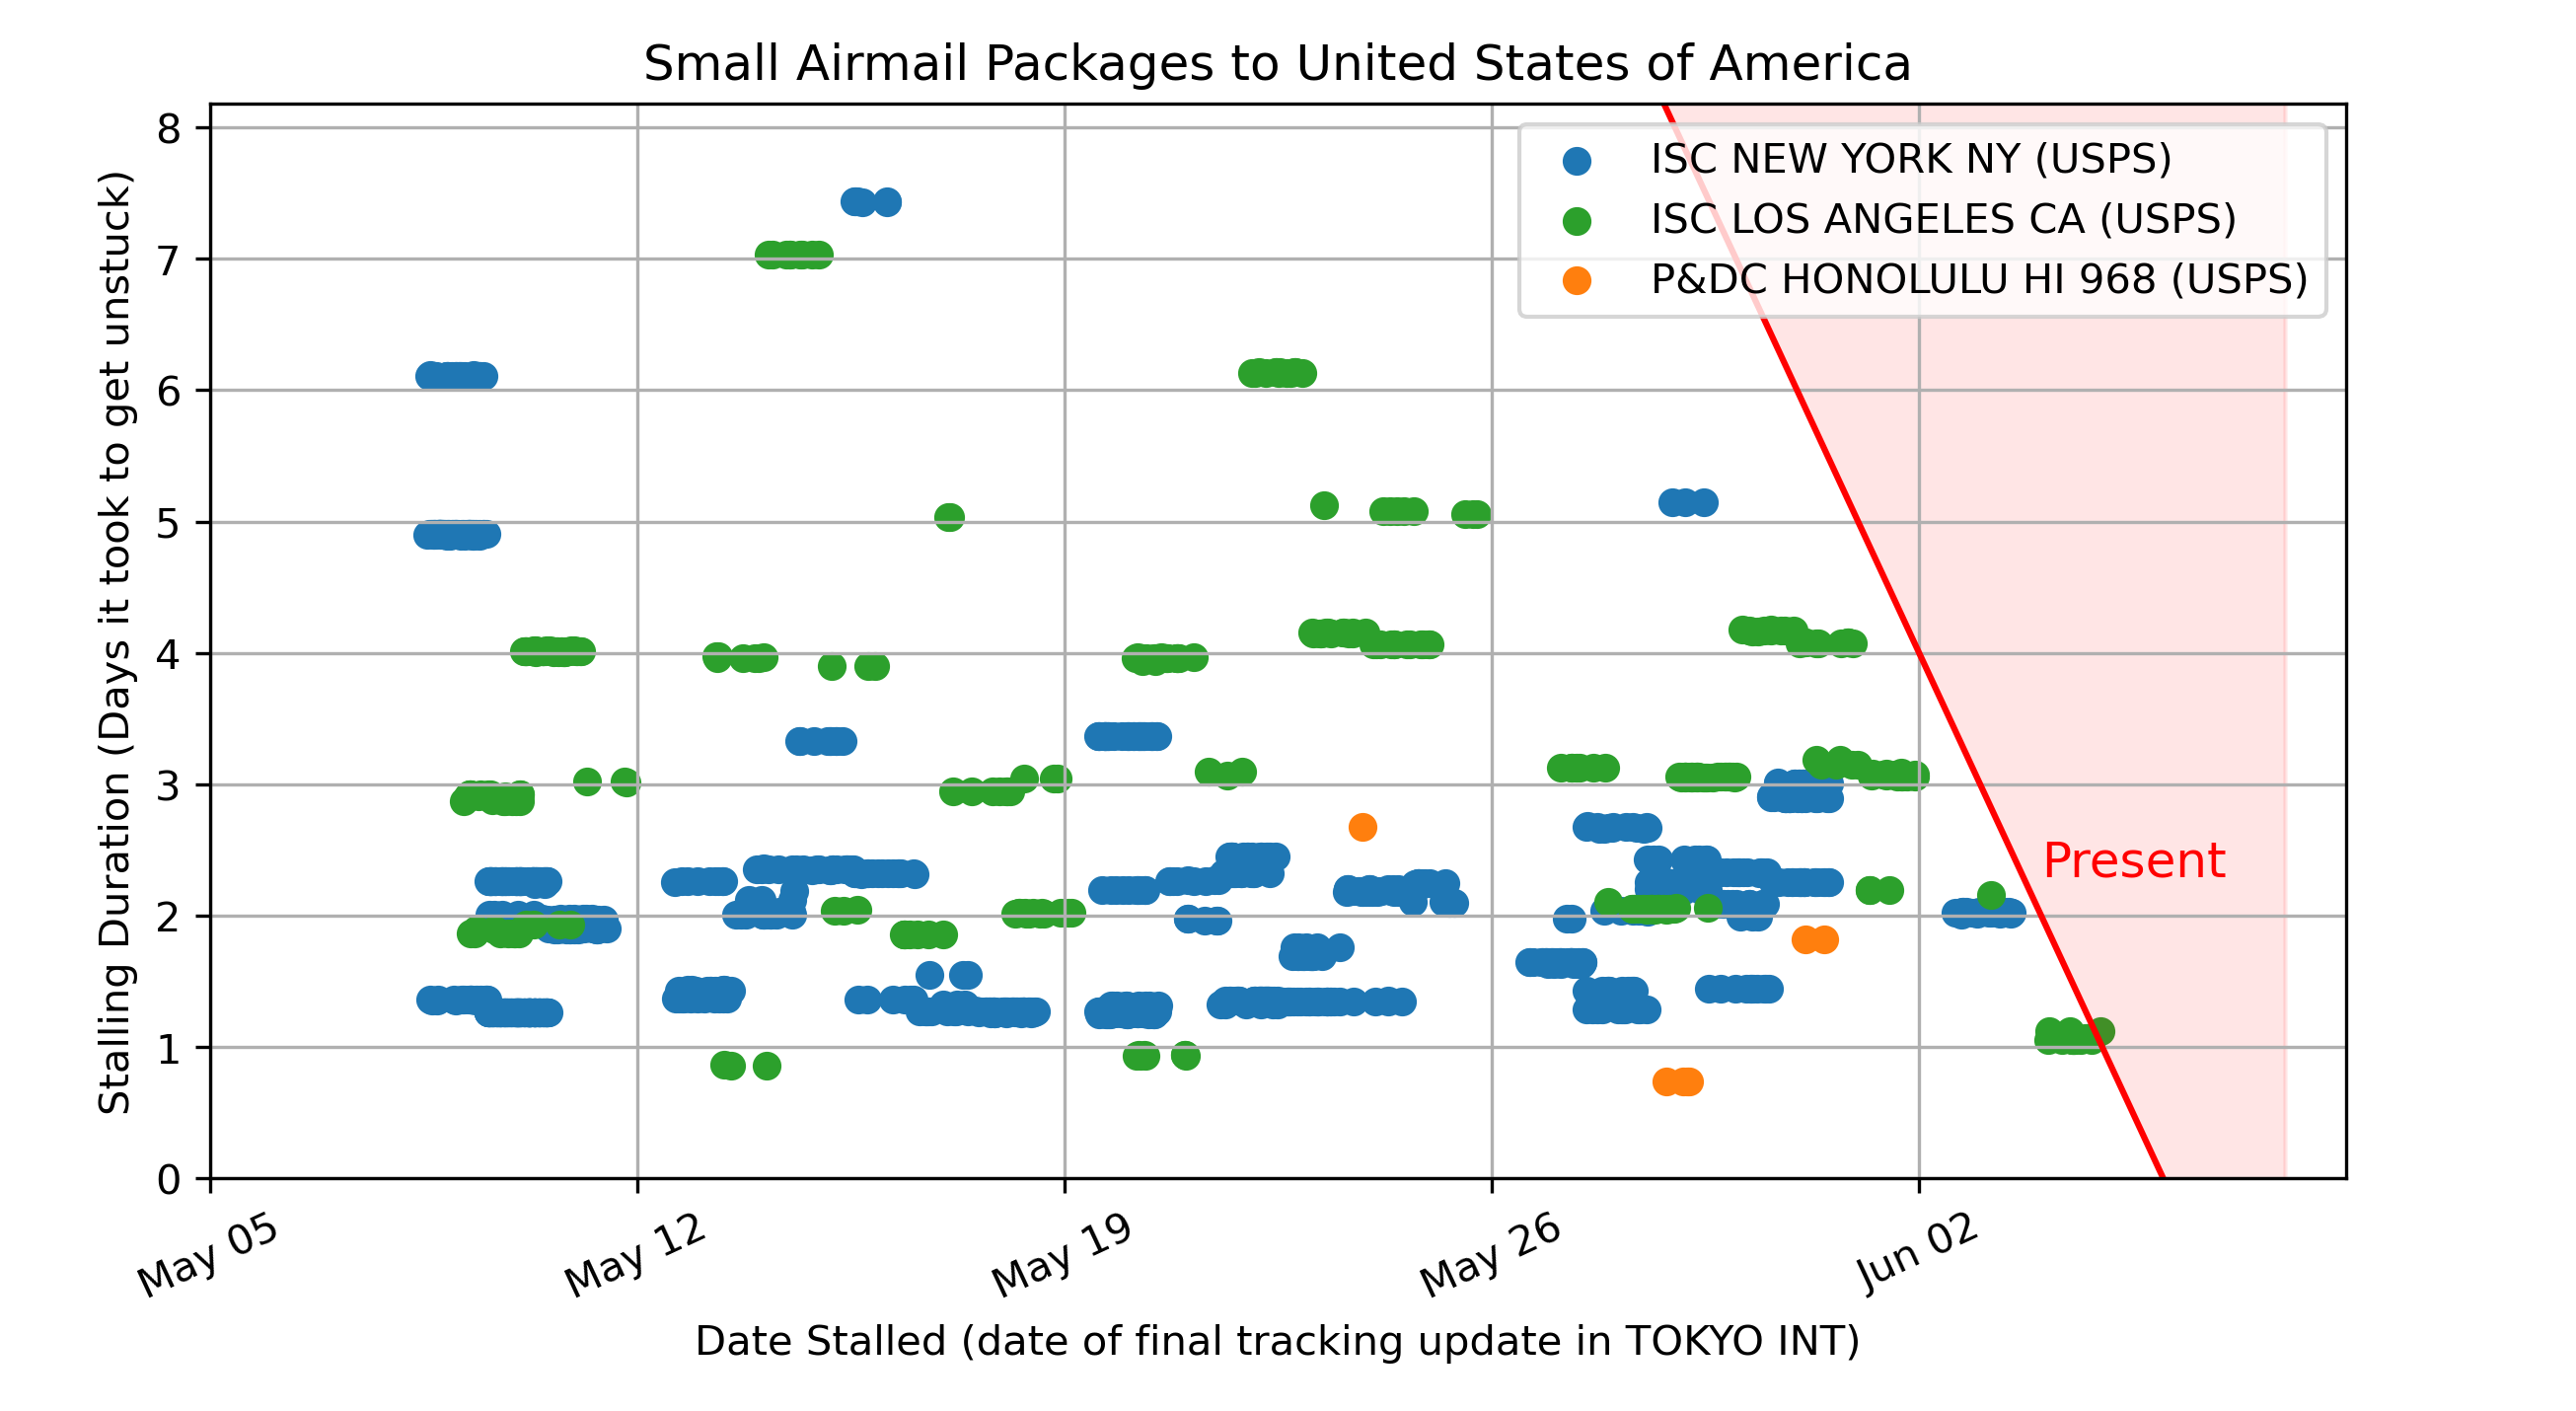 Small Airmail Packages to United States of America
Stalling Duration (Days it took to get unstuck)
8
7
6
5
4
3
2
1
0
ISC NEW YORK NY (USPS)
ISC LOS ANGELES CA (USPS)
P&DC HONOLULU HI 968 (USPS)
Present
May 05
May 12
May 19
May 26
Jun 02
Date Stalled (date of final tracking update in TOKYO INT)